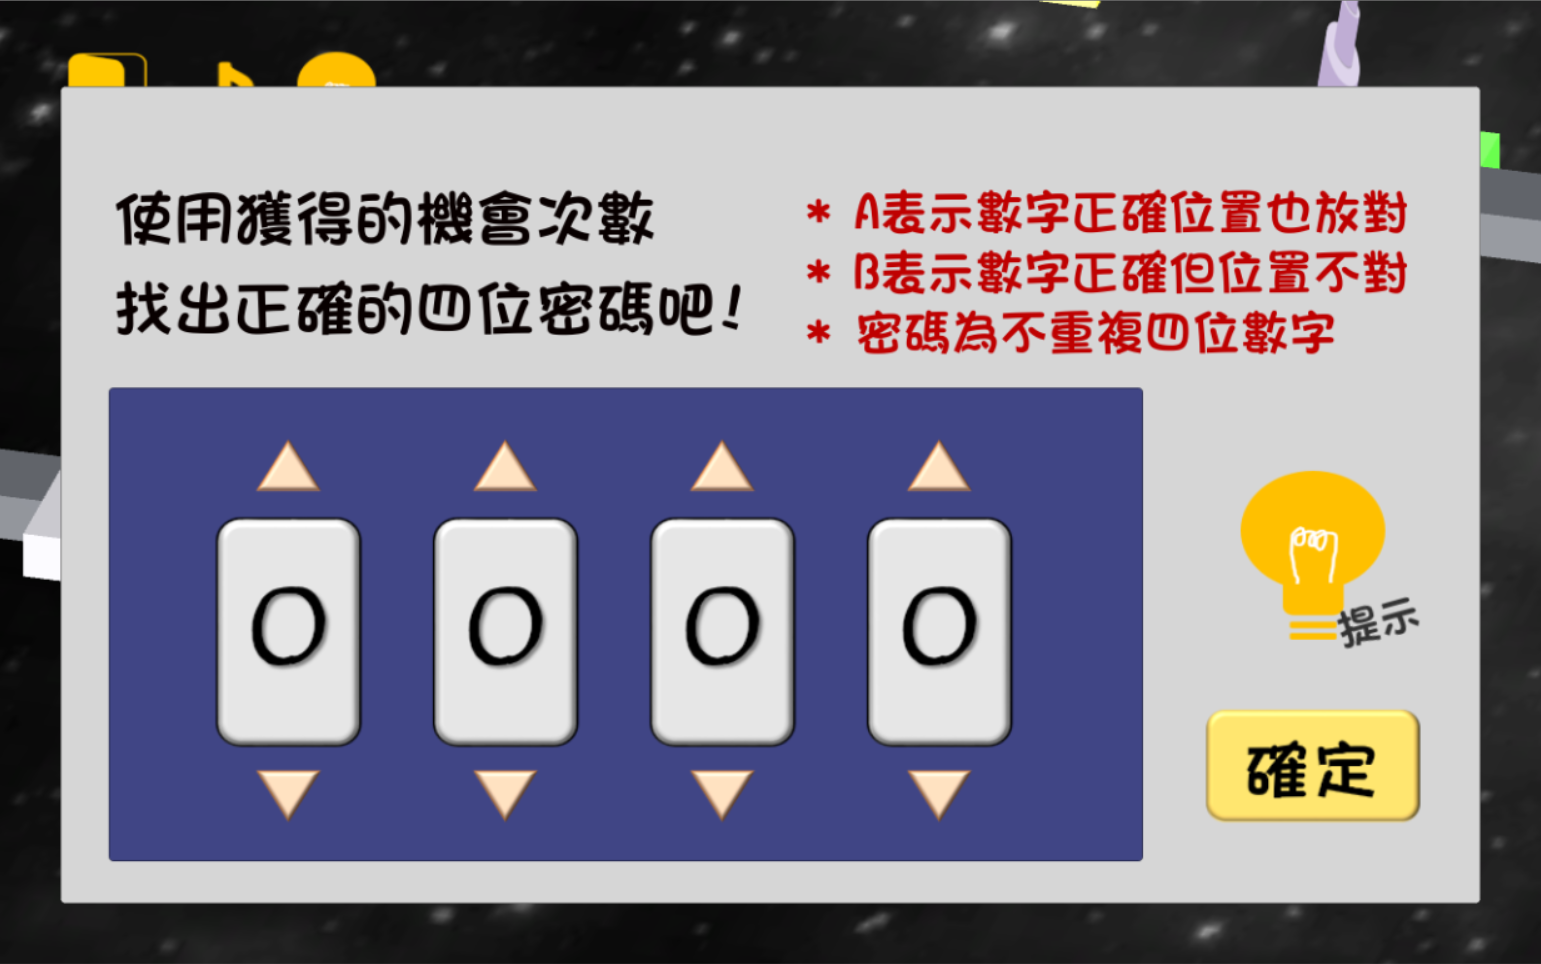 使用獲得的機會次數
找出正確的四位密碼吧！
* A表示數字正確位置也放對
* B表示數字正確但位置不對
* 密碼為不重複四位數字
0 0 0 0
提示
確定